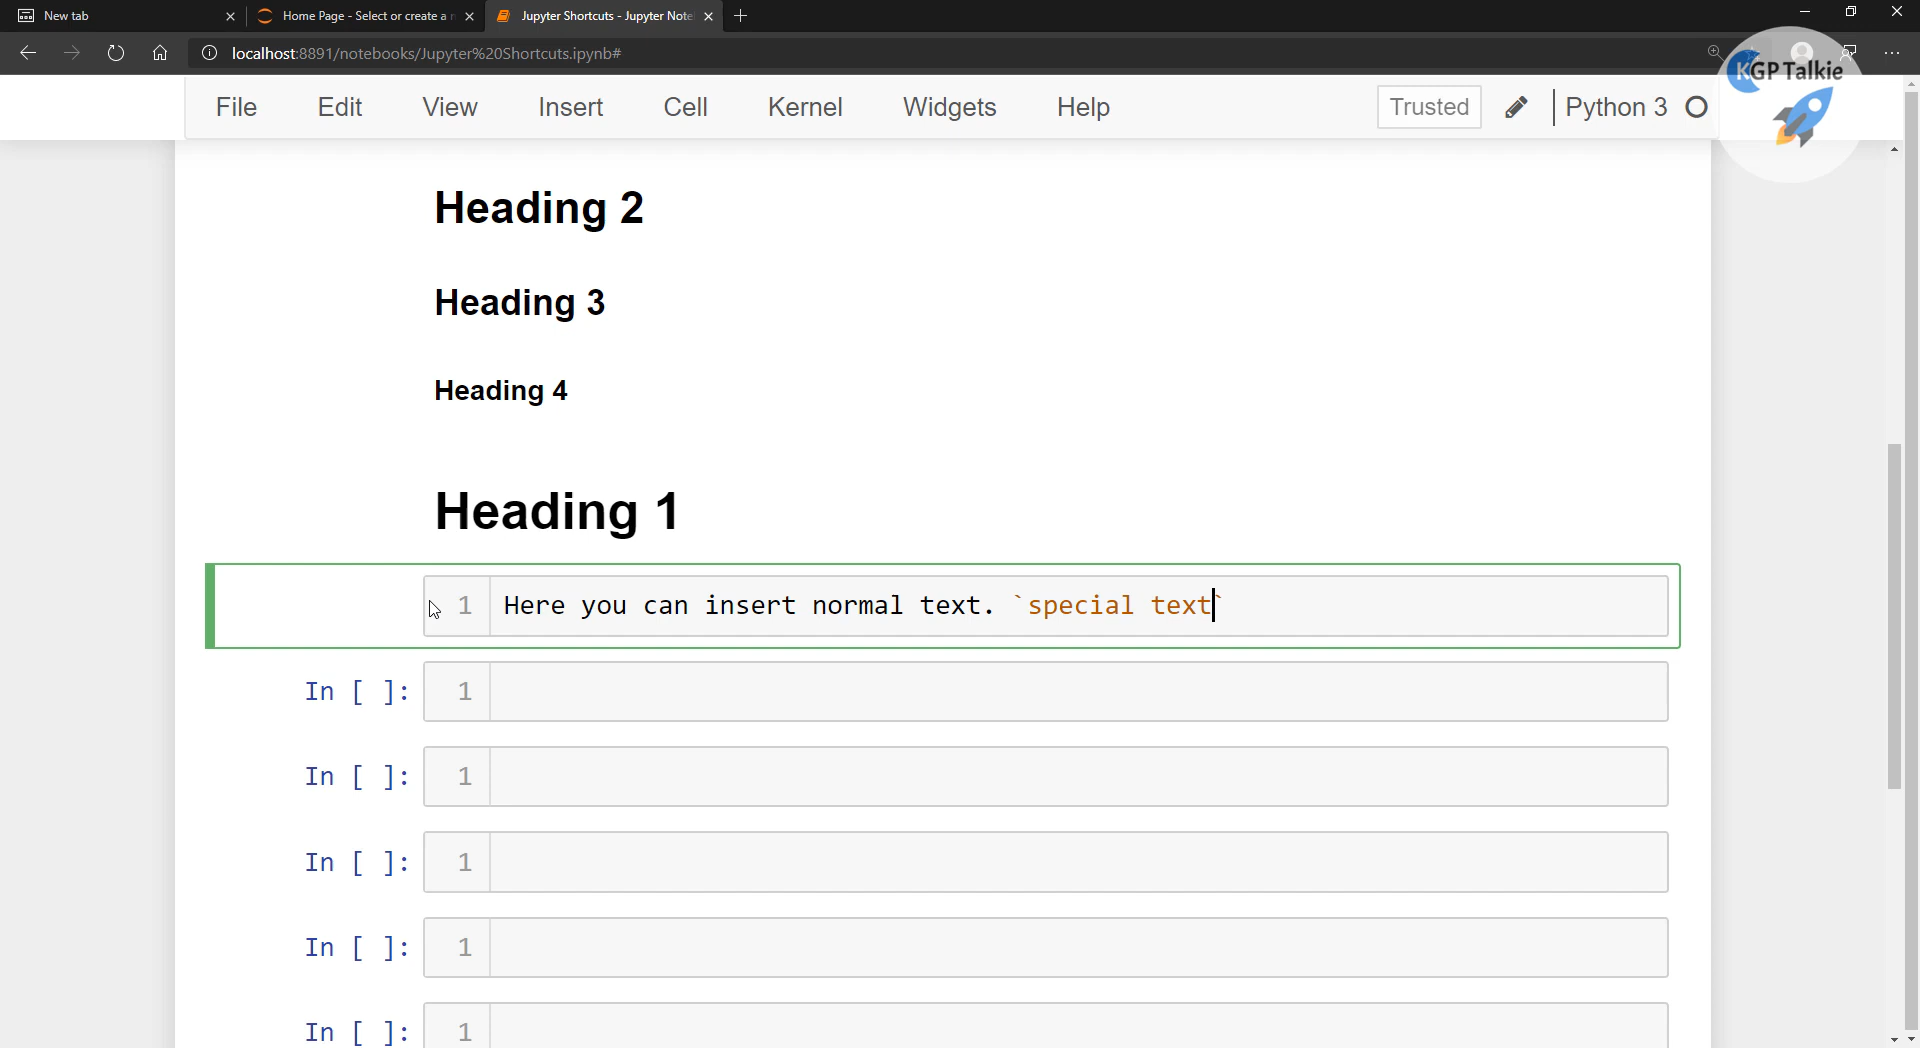 New tab
Home Page - Select or create a n
Jupyter Shortcuts - Jupyter Note
localhost:8891/notebooks/Jupyter%20Shortcuts.ipynb#
KGPTalkie
File Edit View Insert Cell Kernel Widgets Help Trusted Python 3
Heading 2
Heading 3
Heading 4
Heading 1
1 Here you can insert normal text. `special text`
In [ ]: 1
In [ ]: 1
In [ ]: 1
In [ ]: 1
In [ ]: 1